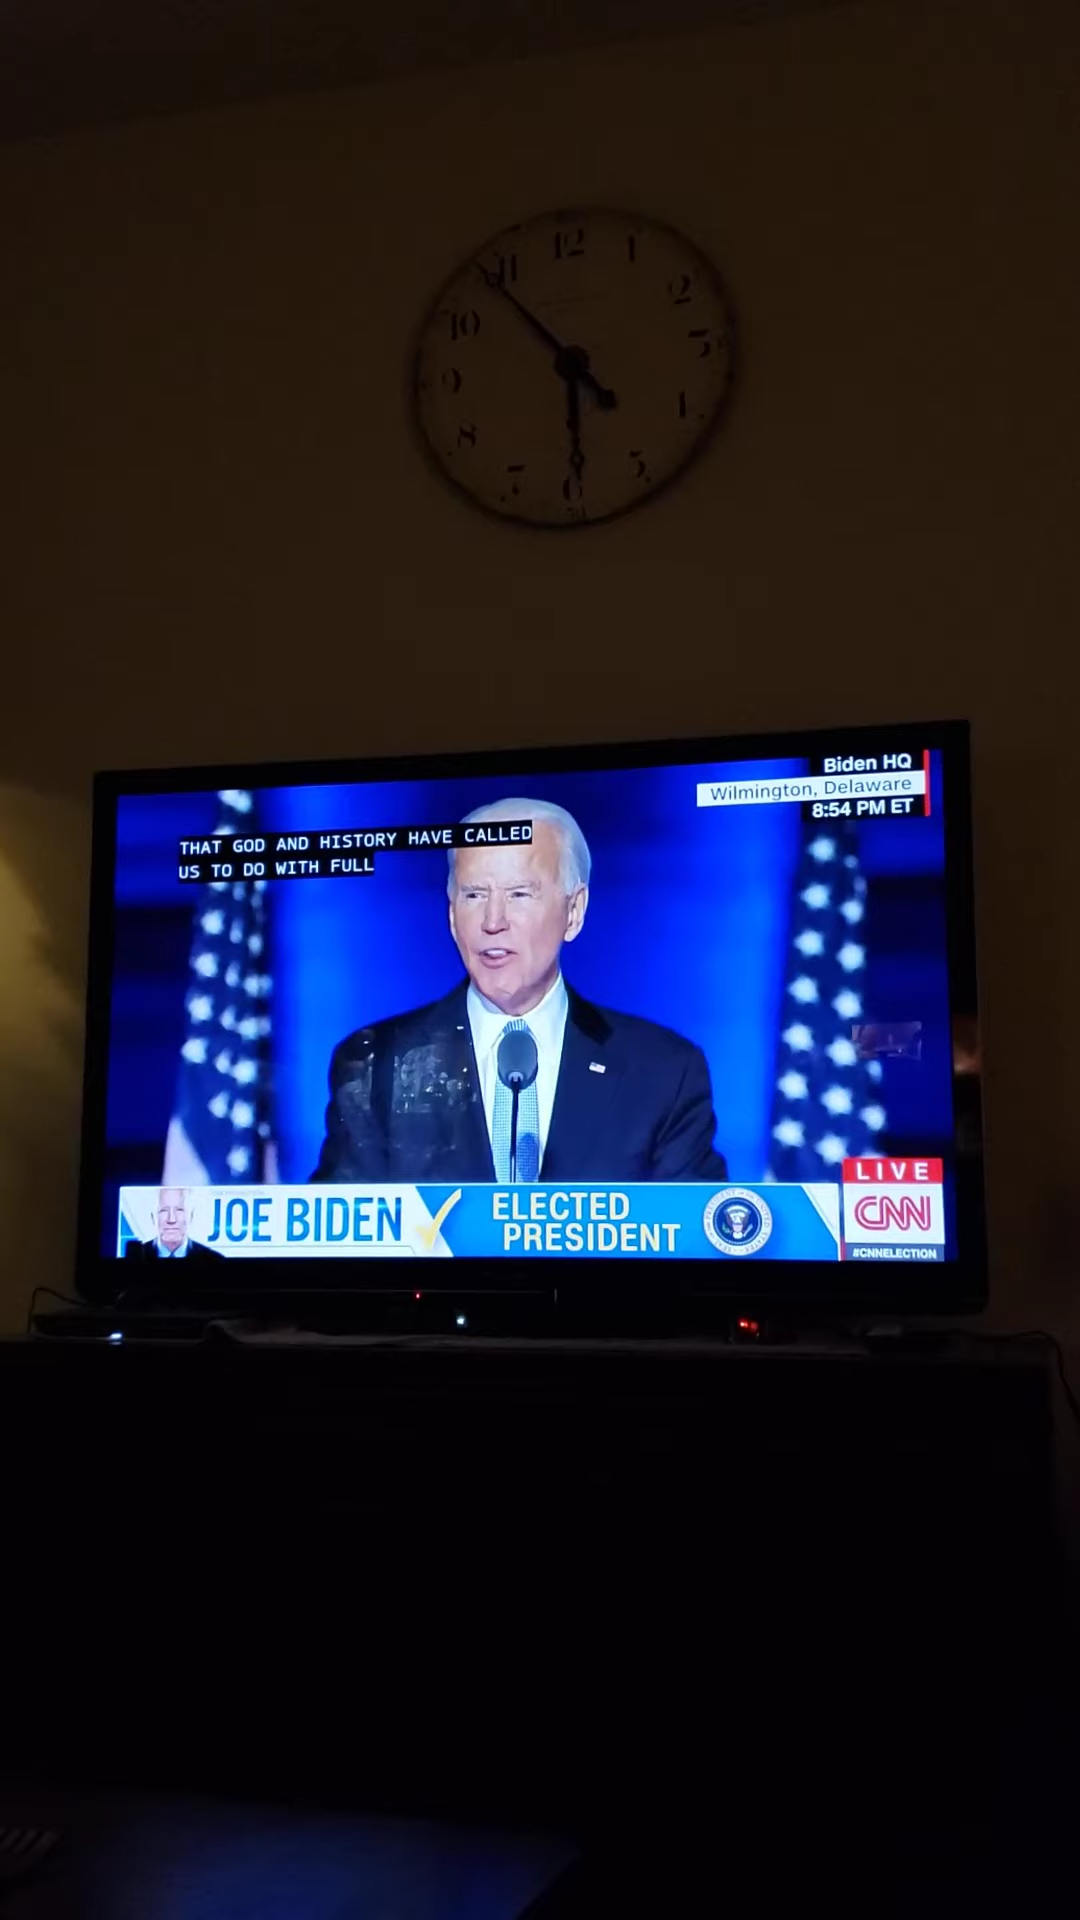 12
1
11
2
10
3
9
8
5
7
6
Biden HQ
Wilmington, Delaware
8:54 PM ET
THAT GOD AND HISTORY HAVE CALLED
US TO DO WITH FULL
LIVE
JOE BIDEN
ELECTED
PRESIDENT
CNN
#CNNELECTION